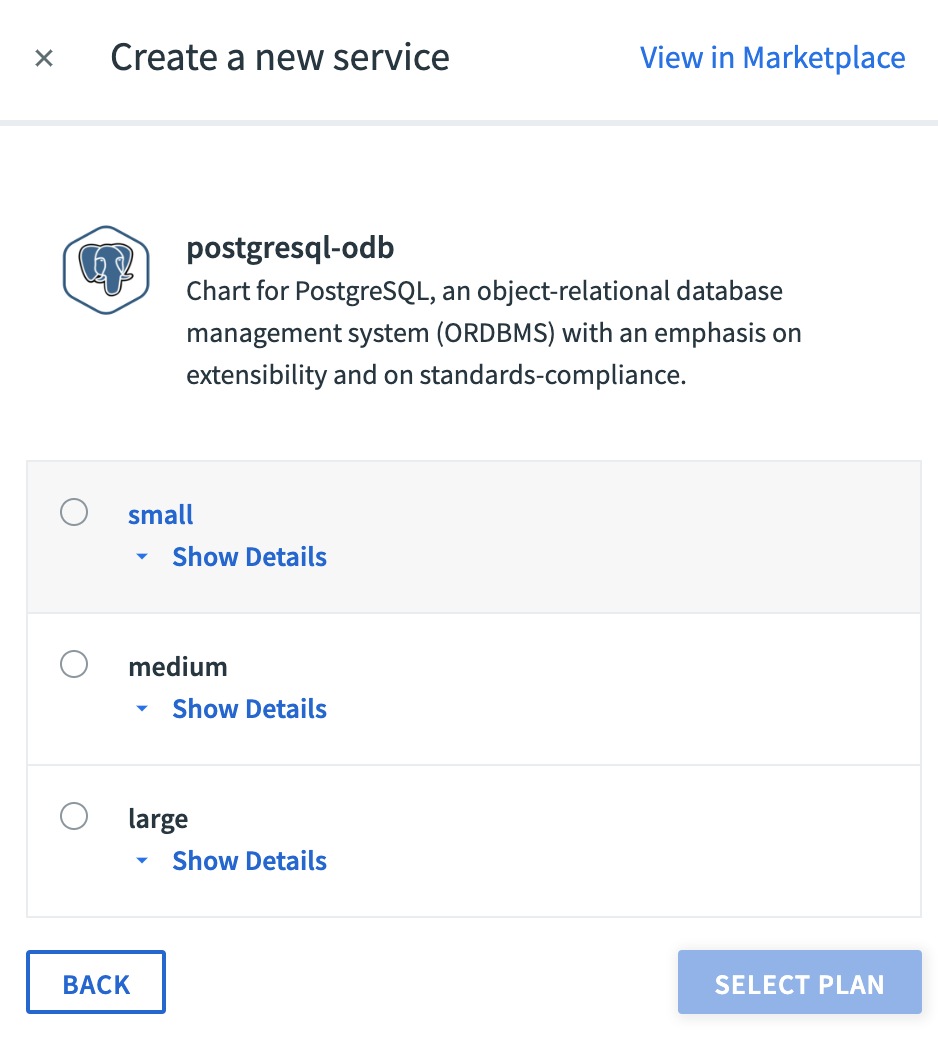 Create a new service
View in Marketplace
postgresql-odb
Chart for PostgreSQL, an object-relational database
management system (ORDBMS) with an emphasis on
extensibility and on standards-compliance.
small
Show Details
medium
Show Details
large
Show Details
BACK
SELECT PLAN